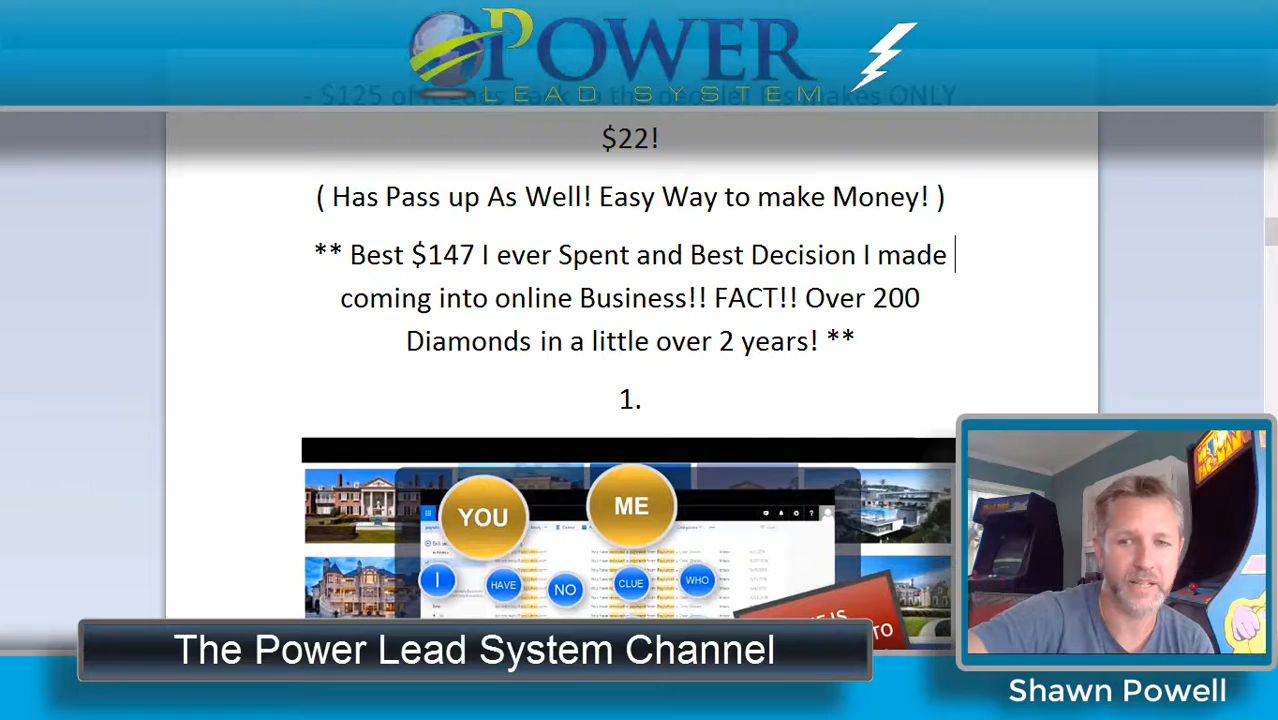 POWER
LEAD SYSTEM
ONLY
$22!
( Has Pass up As Well! Easy Way to make Money! )
** Best $147 I ever Spent and Best Decision I made
coming into online Business!! FACT!! Over 200
Diamonds in a little over 2 years! **
1.
YOU
ME
I
HAVE
NO
CLUE
WHO
The Power Lead System Channel
Shawn Powell